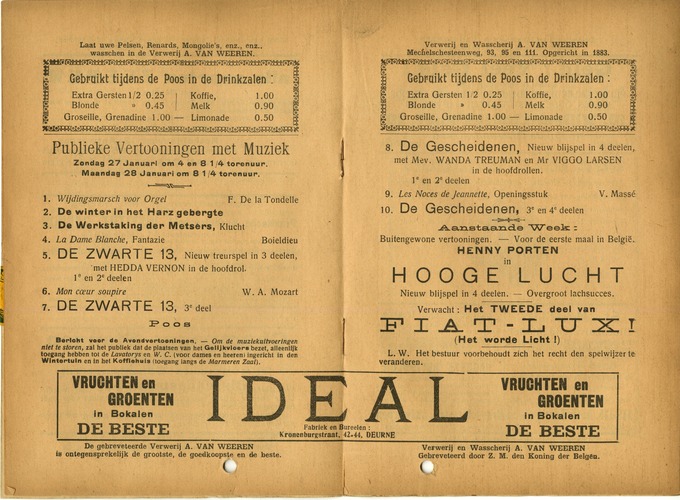 Laat uwe Pelsen, Renards, Mongolie's, enz., enz.,
wasschen in de Verwerij A. VAN WEEREN.
Gebruikt tijdens de Poos in de Drinkzalen :
Extra Gersten 1/2 0.25 Koffie, 1.00
Blonde » 0.45 Melk 0.90
Groseille, Grenadine 1.00 — Limonade 0.50
Publieke Vertooningen met Muziek
Zondag 27 Januari om 4 en 8 1/4 torenuur.
Maandag 28 Januari om 8 1/4 torenuur.
1. Wijdingsmarsch voor Orgel F. De la Tondelle
2. De winter in het Harz gebergte
3. De Werkstaking der Metsers, Klucht
4. La Dame Blanche, Fantazie Boieldieu
5. DE ZWARTE 13, Nieuw treurspel in 3 deelen,
met HEDDA VERNON in de hoofdrol.
1e en 2e deelen
6. Mon cœur soupire W. A. Mozart
7. DE ZWARTE 13, 3e deel
Poos
Bericht voor de Avondvertooningen. — Om de muziekuitvoeringen
niet te storen, zal het publiek dat de plaatsen van het Gelijkvloers bezet, alleenlijk
toegang hebben tot de Lavatorys en W. C. (voor dames en heeren) ingericht in den
Wintertuin en in het Koffiehuis (toegang langs de Marmeren Zaal).
Verwerij en Wasscherij A. VAN WEEREN
Mechelschesteenweg, 93, 95 en 111. Opgericht in 1883.
Gebruikt tijdens de Poos in de Drinkzalen :
Extra Gersten 1/2 0.25 Koffie, 1.00
Blonde » 0.45 Melk 0.90
Groseille, Grenadine 1.00 — Limonade 0.50
8. De Gescheidenen, Nieuw blijspel in 4 deelen,
met Mev. WANDA TREUMAN en Mr VIGGO LARSEN
in de hoofdrollen.
1e en 2e deelen
9. Les Noces de Jeannette, Openingsstuk V. Massé
10. De Gescheidenen, 3e en 4e deelen
Aanstaande Week :
Buitengewone vertooningen. — Voor de eerste maal in België.
HENNY PORTEN
in
HOOGE LUCHT
Nieuw blijspel in 4 deelen. — Overgroot lachsucces.
Verwacht : Het TWEEDE deel van
FIAT-LUX!
(Het worde Licht !)
L. W. Het bestuur voorbehoudt zich het recht den spelwijzer te
veranderen.
VRUCHTEN en
GROENTEN
in Bokalen
DE BESTE
IDEAL
Fabriek en Bureelen :
Kronenburgstraat, 42-44, DEURNE
VRUCHTEN en
GROENTEN
in Bokalen
DE BESTE
De gebreveteerde Verwerij A. VAN WEEREN
is ontegensprekelijk de grootste, de goedkoopste en de beste.
Verwerij en Wasscherij A. VAN WEEREN
Gebreveteerd door Z. M. den Koning der Belgen.